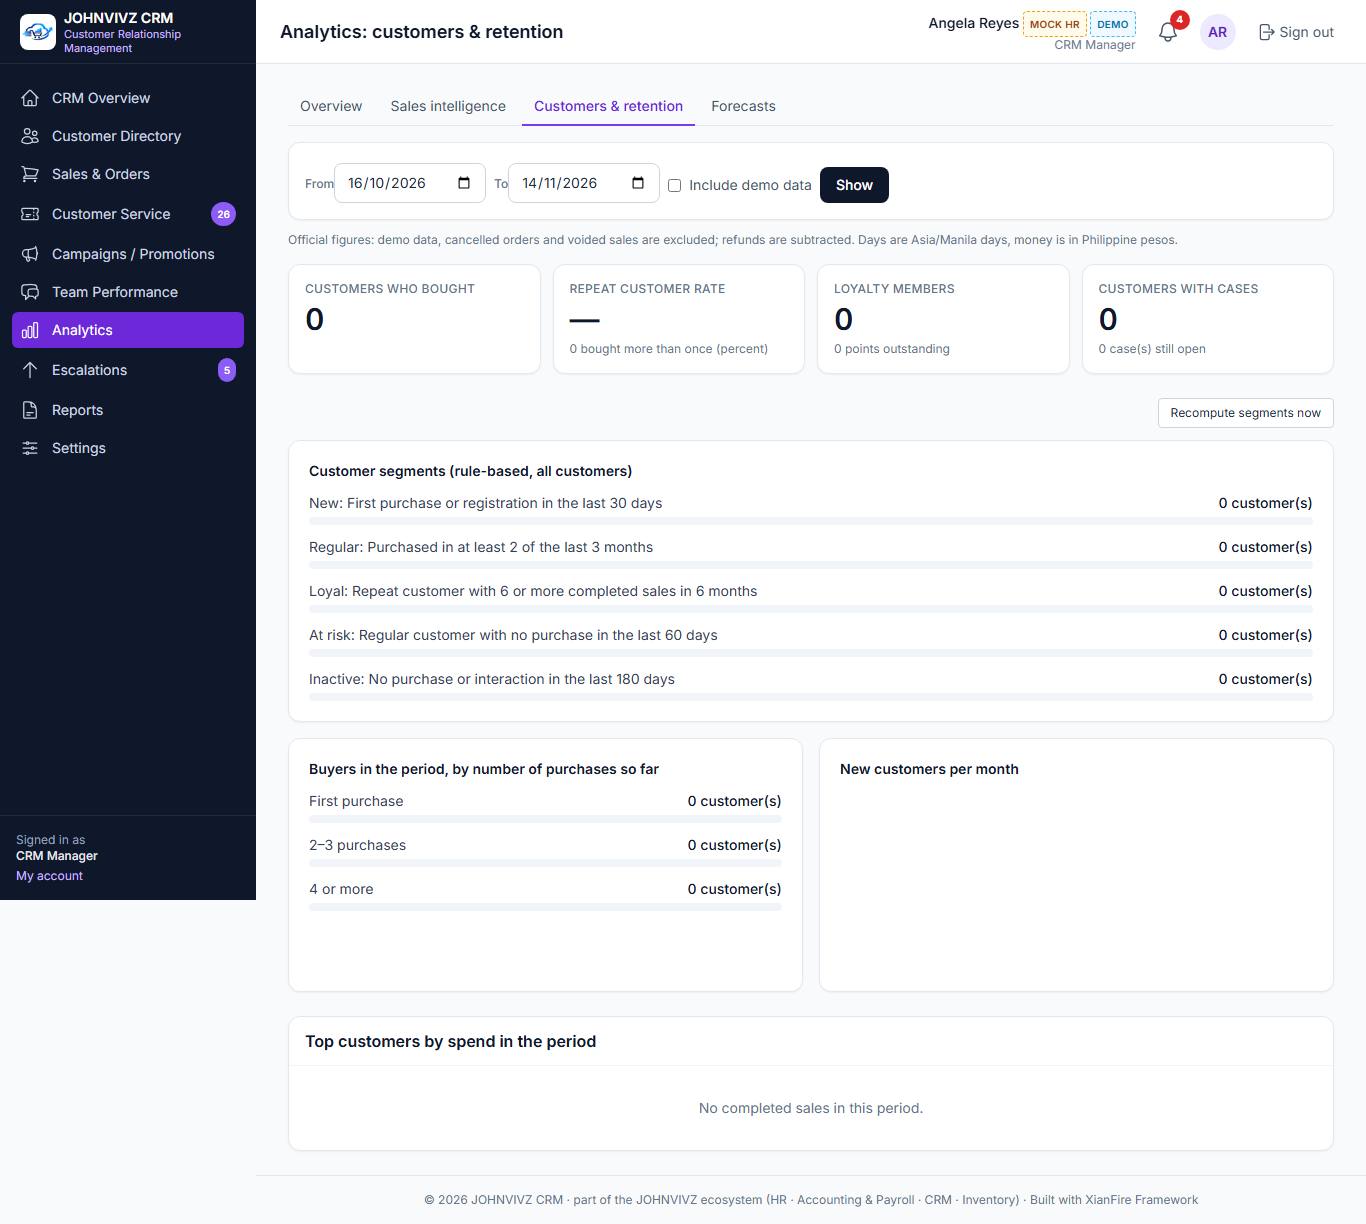 JOHNVIVZ CRM
Customer Relationship
Management
CRM Overview
Customer Directory
Sales & Orders
Customer Service 26
Campaigns / Promotions
Team Performance
Analytics
Escalations 5
Reports
Settings
Signed in as
CRM Manager
My account
Analytics: customers & retention
Angela Reyes MOCK HR DEMO
CRM Manager
4
AR
Sign out
Overview Sales intelligence Customers & retention Forecasts
From 16/10/2026 To 14/11/2026 Include demo data Show
Official figures: demo data, cancelled orders and voided sales are excluded; refunds are subtracted. Days are Asia/Manila days, money is in Philippine pesos.
CUSTOMERS WHO BOUGHT
0
REPEAT CUSTOMER RATE
—
0 bought more than once (percent)
LOYALTY MEMBERS
0
0 points outstanding
CUSTOMERS WITH CASES
0
0 case(s) still open
Recompute segments now
Customer segments (rule-based, all customers)
New: First purchase or registration in the last 30 days 0 customer(s)
Regular: Purchased in at least 2 of the last 3 months 0 customer(s)
Loyal: Repeat customer with 6 or more completed sales in 6 months 0 customer(s)
At risk: Regular customer with no purchase in the last 60 days 0 customer(s)
Inactive: No purchase or interaction in the last 180 days 0 customer(s)
Buyers in the period, by number of purchases so far
First purchase 0 customer(s)
2–3 purchases 0 customer(s)
4 or more 0 customer(s)
New customers per month
Top customers by spend in the period
No completed sales in this period.
© 2026 JOHNVIVZ CRM · part of the JOHNVIVZ ecosystem (HR · Accounting & Payroll · CRM · Inventory) · Built with XianFire Framework